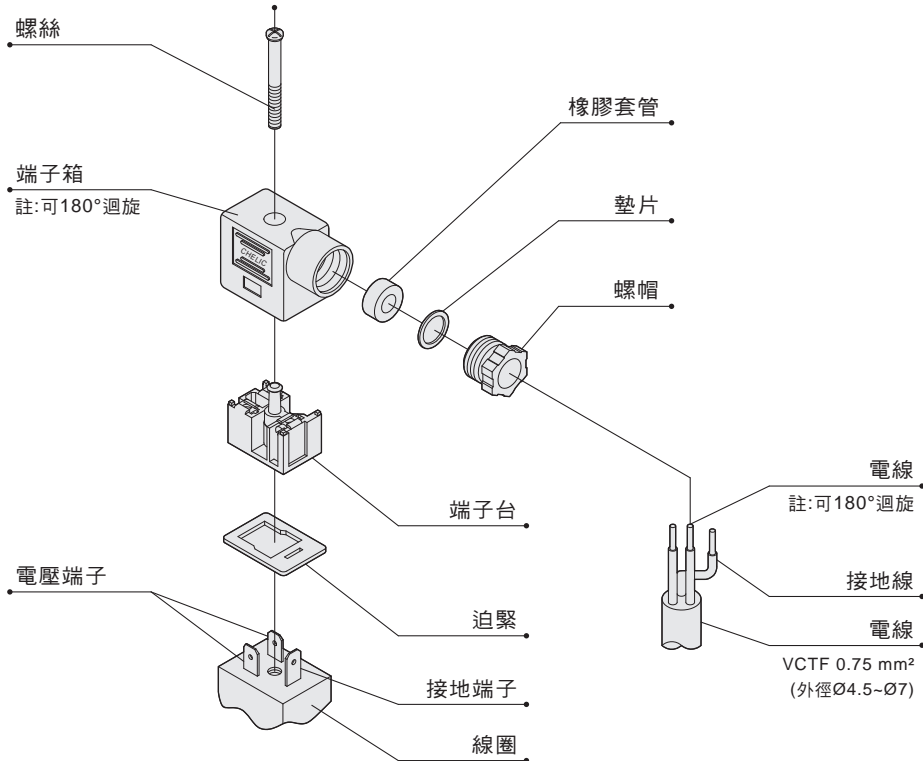 螺絲
橡膠套管
端子箱
註:可180°迴旋
墊片
CHELIC
螺帽
電線
註:可180°迴旋
端子台
電壓端子
接地線
迫緊
電線
VCTF 0.75 mm²
(外徑Ø4.5~Ø7)
接地端子
線圈